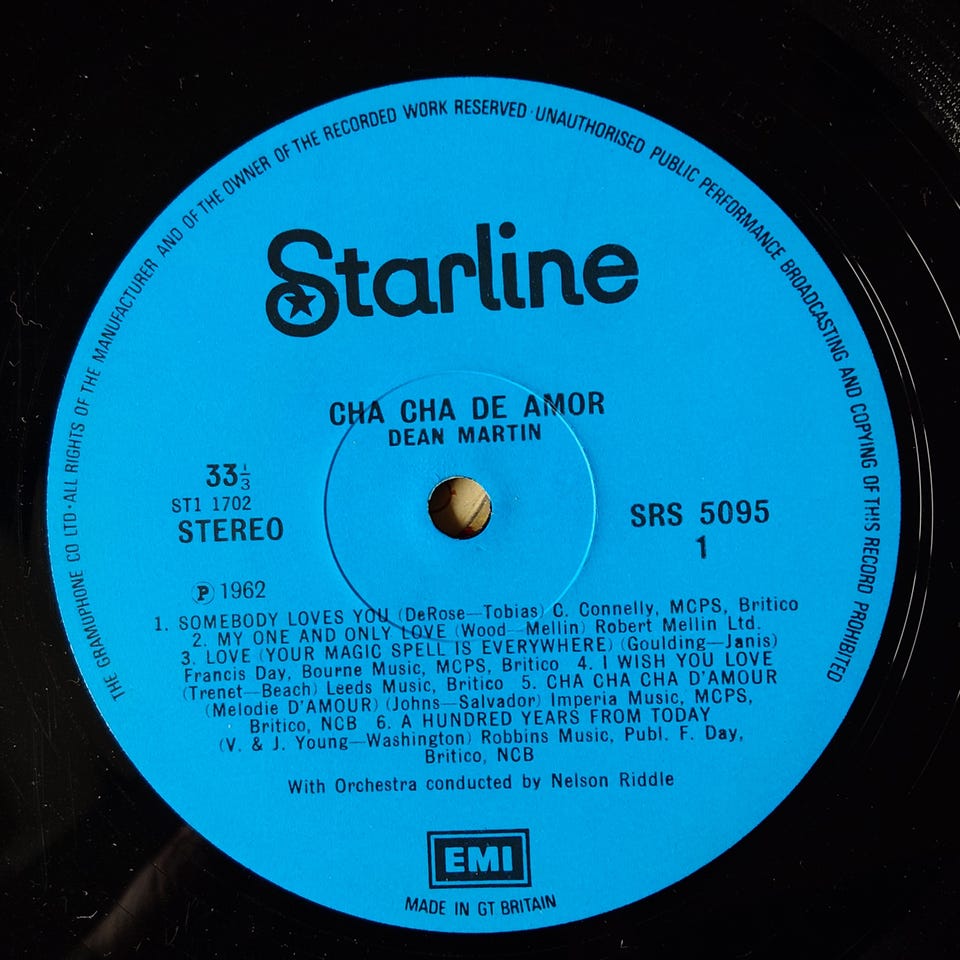 THE GRAMOPHONE CO LTD · ALL RIGHTS OF THE MANUFACTURER AND OF THE OWNER OF THE RECORDED WORK RESERVED · UNAUTHORISED PUBLIC PERFORMANCE BROADCASTING AND COPYING OF THIS RECORD PROHIBITED
Starline
CHA CHA DE AMOR
DEAN MARTIN
33⅓
ST1 1702
STEREO
SRS 5095
1
℗ 1962
1. SOMEBODY LOVES YOU (DeRose—Tobias) C. Connelly, MCPS, Britico
2. MY ONE AND ONLY LOVE (Wood—Mellin) Robert Mellin Ltd.
3. LOVE (YOUR MAGIC SPELL IS EVERYWHERE) (Goulding—Janis)
Francis Day, Bourne Music, MCPS, Britico 4. I WISH YOU LOVE
(Trenet—Beach) Leeds Music, Britico 5. CHA CHA CHA D'AMOUR
(Melodie D'AMOUR) (Johns—Salvador) Imperia Music, MCPS,
Britico, NCB 6. A HUNDRED YEARS FROM TODAY
(V. & J. Young—Washington) Robbins Music, Publ. F. Day,
Britico, NCB
With Orchestra conducted by Nelson Riddle
EMI
MADE IN GT BRITAIN